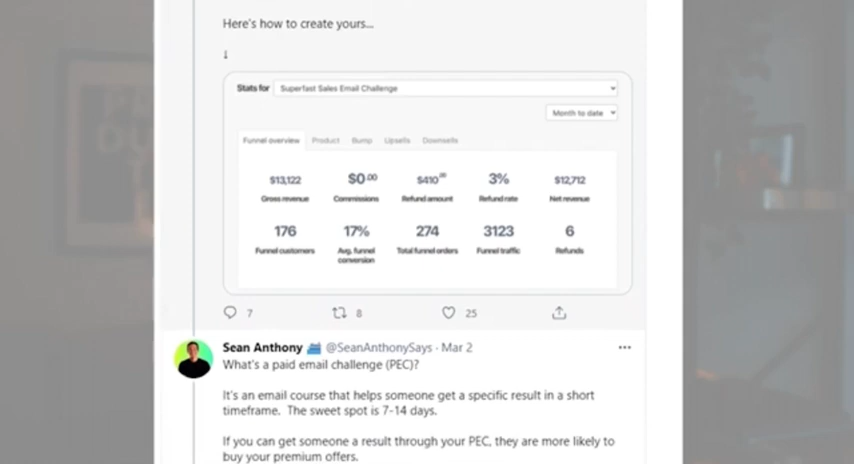 Here's how to create yours...
↓
Stats for Superfast Sales Email Challenge
Month to date
Funnel overview Product Bump Upsells Downsells
$13,122 $0.00 $410.00 3% $12,712
Gross revenue Commissions Refund amount Refund rate Net revenue
176 17% 274 3123 6
Funnel customers Avg. funnel conversion Total funnel orders Funnel traffic Refunds
7 8 25
Sean Anthony @SeanAnthonySays · Mar 2
What's a paid email challenge (PEC)?
It's an email course that helps someone get a specific result in a short
timeframe. The sweet spot is 7-14 days.
If you can get someone a result through your PEC, they are more likely to
buy your premium offers.